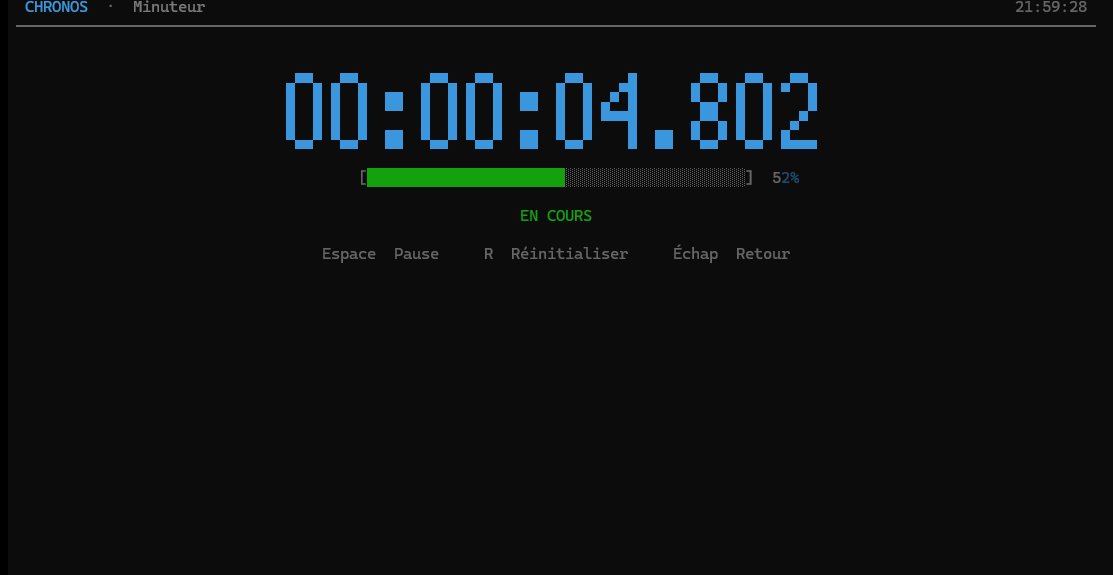 CHRONOS · Minuteur 21:59:28
00:00:04.802
[ ] 52%
EN COURS
Espace Pause R Réinitialiser Échap Retour